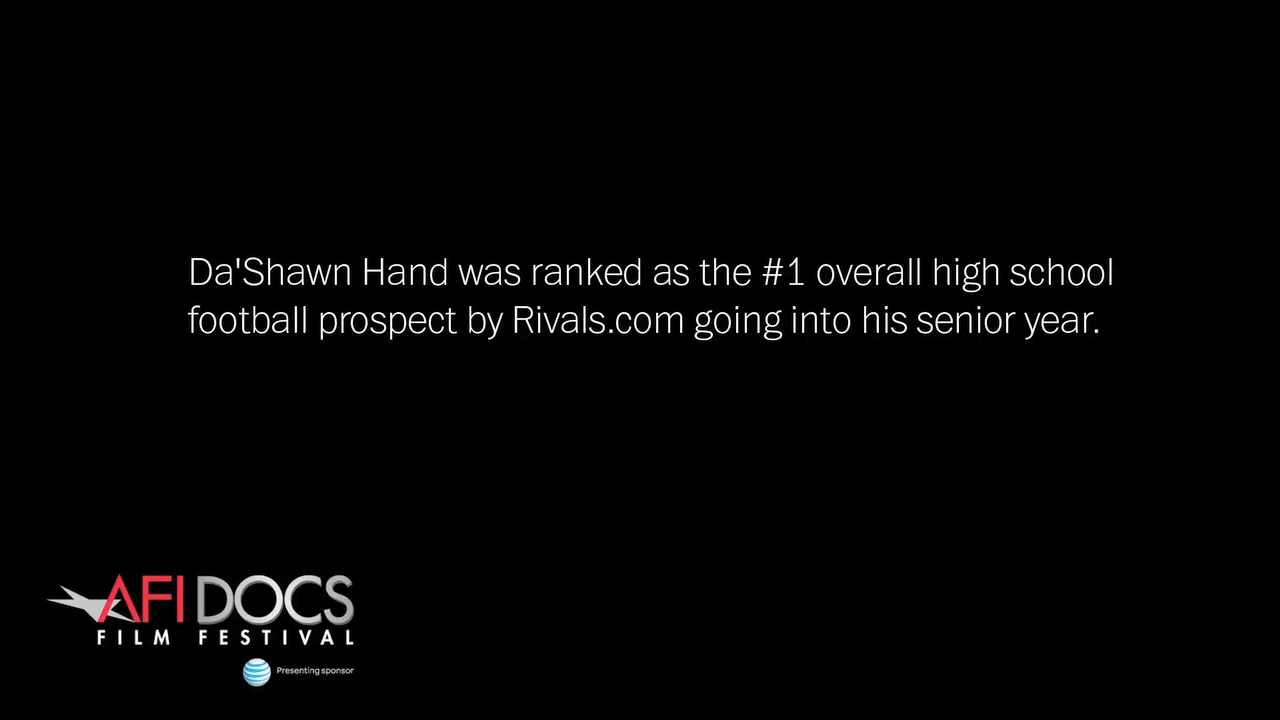 Da'Shawn Hand was ranked as the #1 overall high school
football prospect by Rivals.com going into his senior year.
AFI DOCS
FILM FESTIVAL
Presenting sponsor